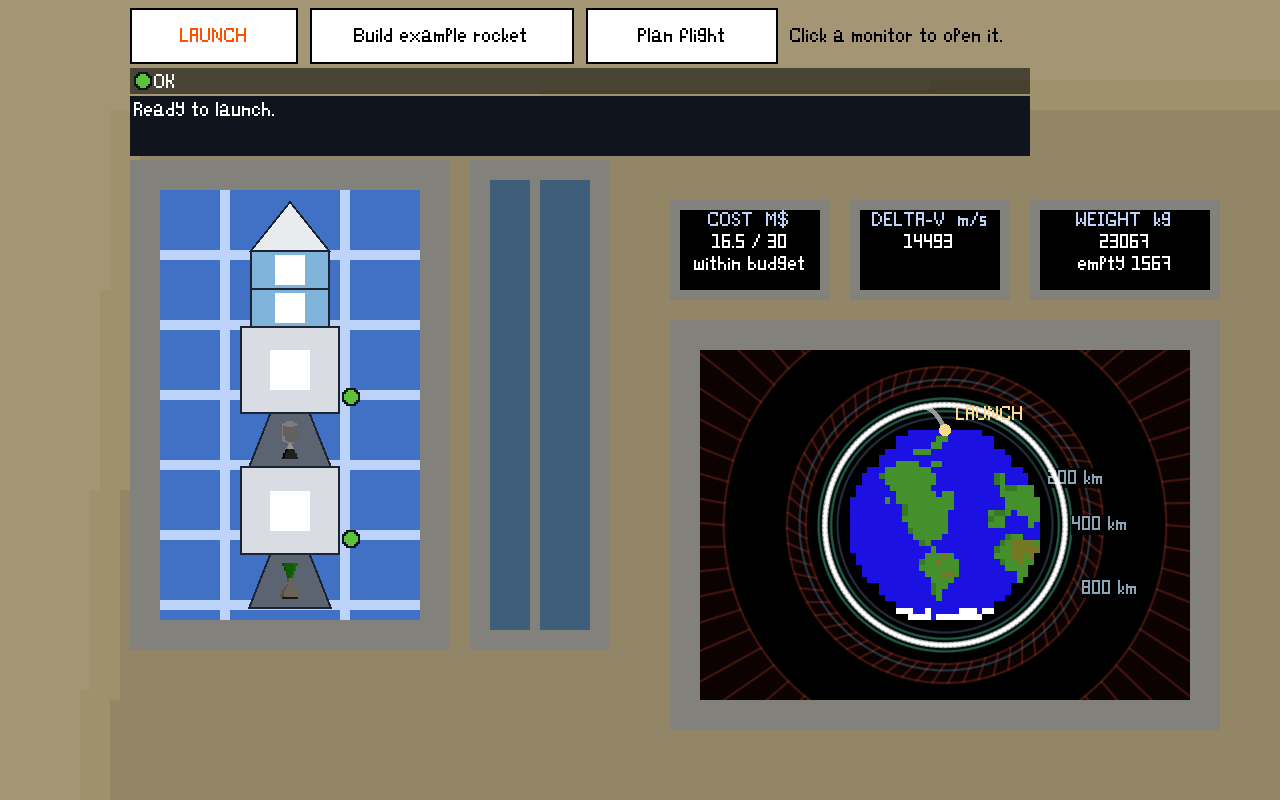 LAUNCH
Build example rocket
Plan flight
Click a monitor to open it.
OK
Ready to launch.
COST M$
16.5 / 30
within budget
DELTA-V m/s
14493
WEIGHT kg
23067
empty 1567
LAUNCH
200 km
400 km
800 km